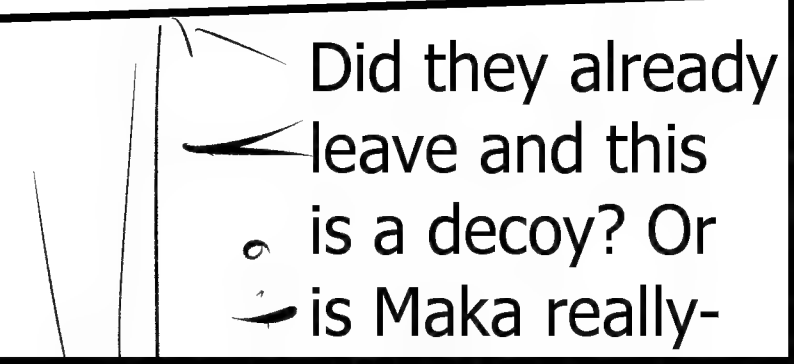 Did they already
leave and this
is a decoy? Or
is Maka really-